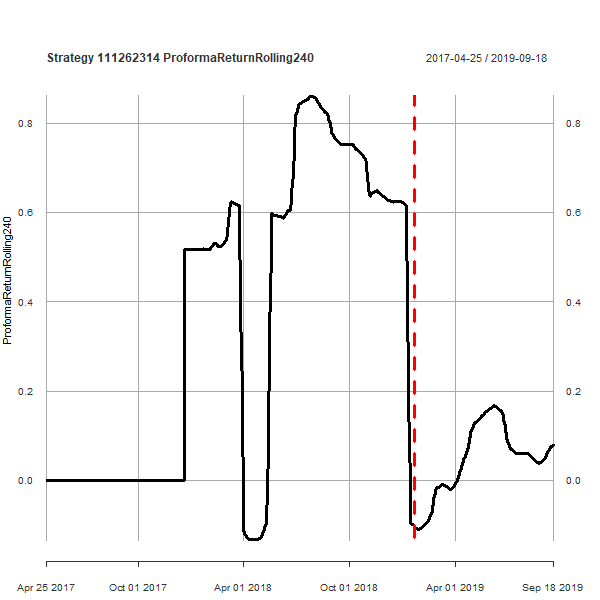 Strategy 111262314 ProformaReturnRolling240 2017-04-25 / 2019-09-18
0.8 0.8
0.6 0.6
0.4 0.4
0.2 0.2
0.0 0.0
ProformaReturnRolling240
Apr 25 2017 Oct 01 2017 Apr 01 2018 Oct 01 2018 Apr 01 2019 Sep 18 2019